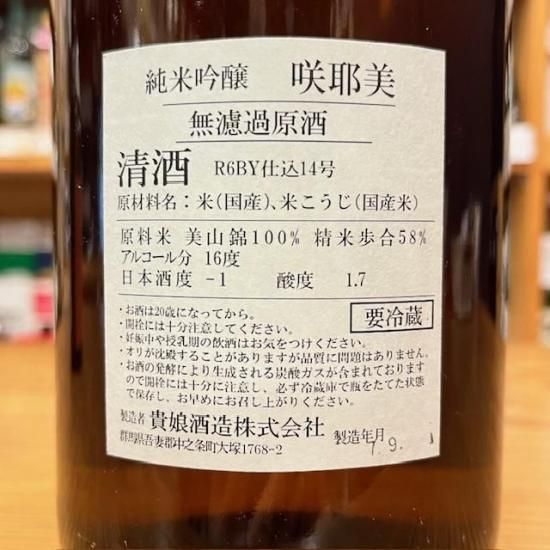 純米吟醸 咲耶美
無濾過原酒
清酒 R6BY仕込14号
原材料名：米(国産)、米こうじ(国産米)
原料米 美山錦100% 精米歩合58%
アルコール分 16度
日本酒度 -1 酸度 1.7
・お酒は20歳になってから。
・開栓には十分注意してください。
・妊娠中や授乳期の飲酒はお気をつけください。
・オリが沈殿することがありますが品質に問題はありません。
・お酒の発酵により生成される炭酸ガスが含まれております
ので開栓には十分に注意し、必ず冷蔵庫で瓶をたてた状態
で保存し、お早めにお召し上がりください。
要冷蔵
製造者 貴娘酒造株式会社 製造年月 7.9.
群馬県吾妻郡中之条町大塚1768-2